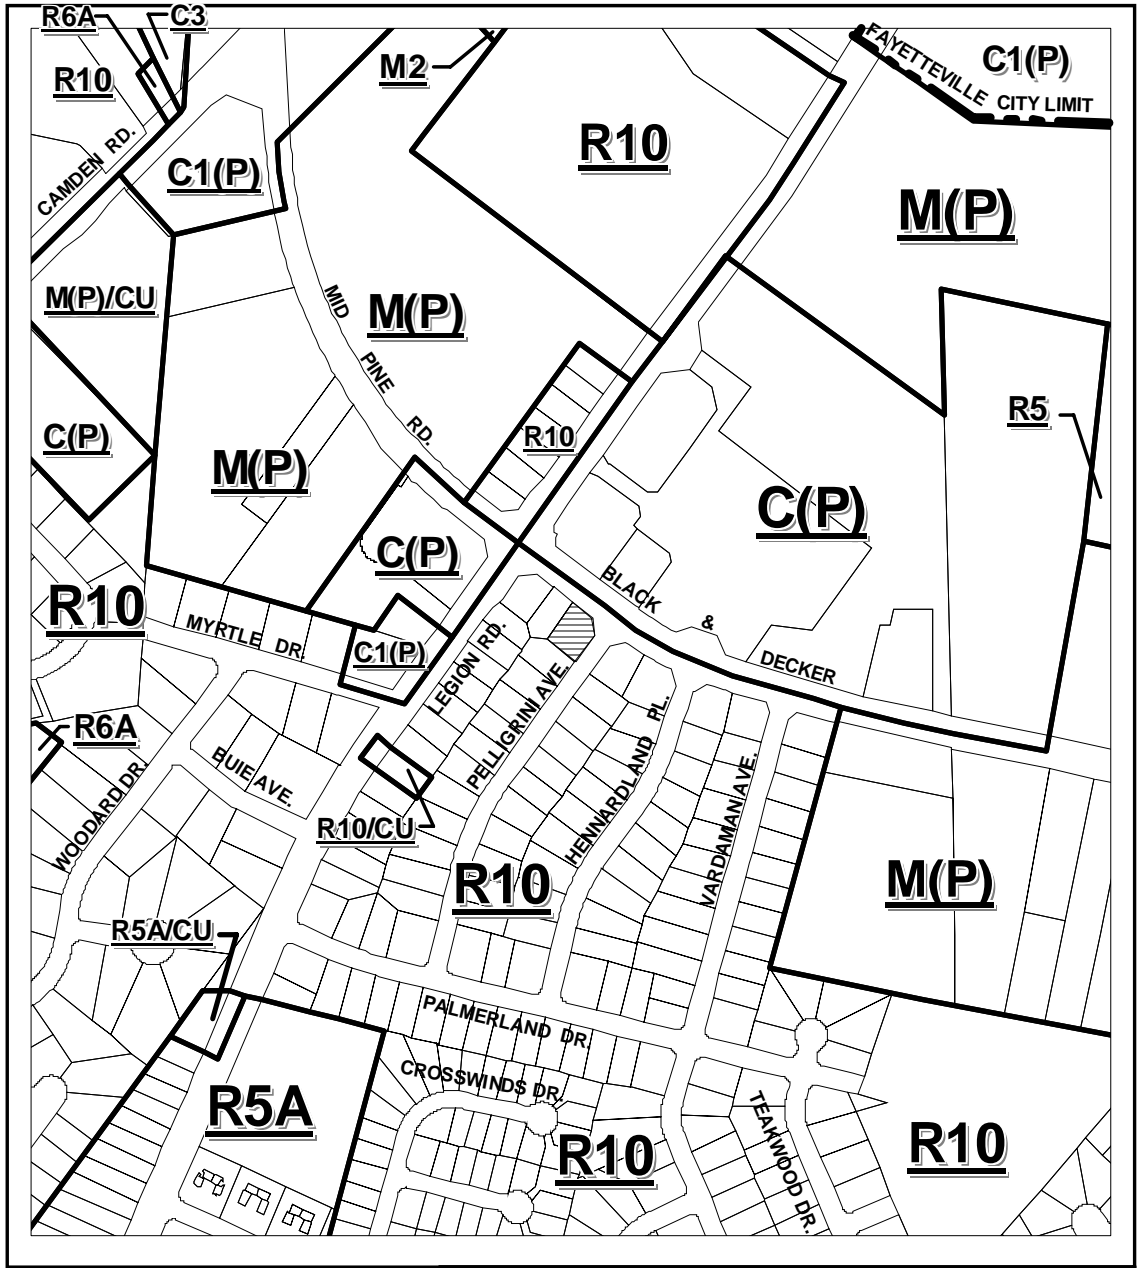 R6A
C3
R10
M2
C1(P)
FAYETTEVILLE CITY LIMIT
CAMDEN RD.
C1(P)
R10
M(P)
M(P)/CU
MID PINE RD.
M(P)
C(P)
R10
R5
M(P)
C(P)
C(P)
R10
BLACK & DECKER
MYRTLE DR.
C1(P)
LEGION RD.
PELLIGRINI AVE.
HENNARDLAND PL.
VARDAMAN AVE.
R6A
WOODARD DR.
BUIE AVE.
R10/CU
R10
M(P)
R5A/CU
PALMERLAND DR.
CROSSWINDS DR.
R5A
R10
TEAKWOOD DR.
R10